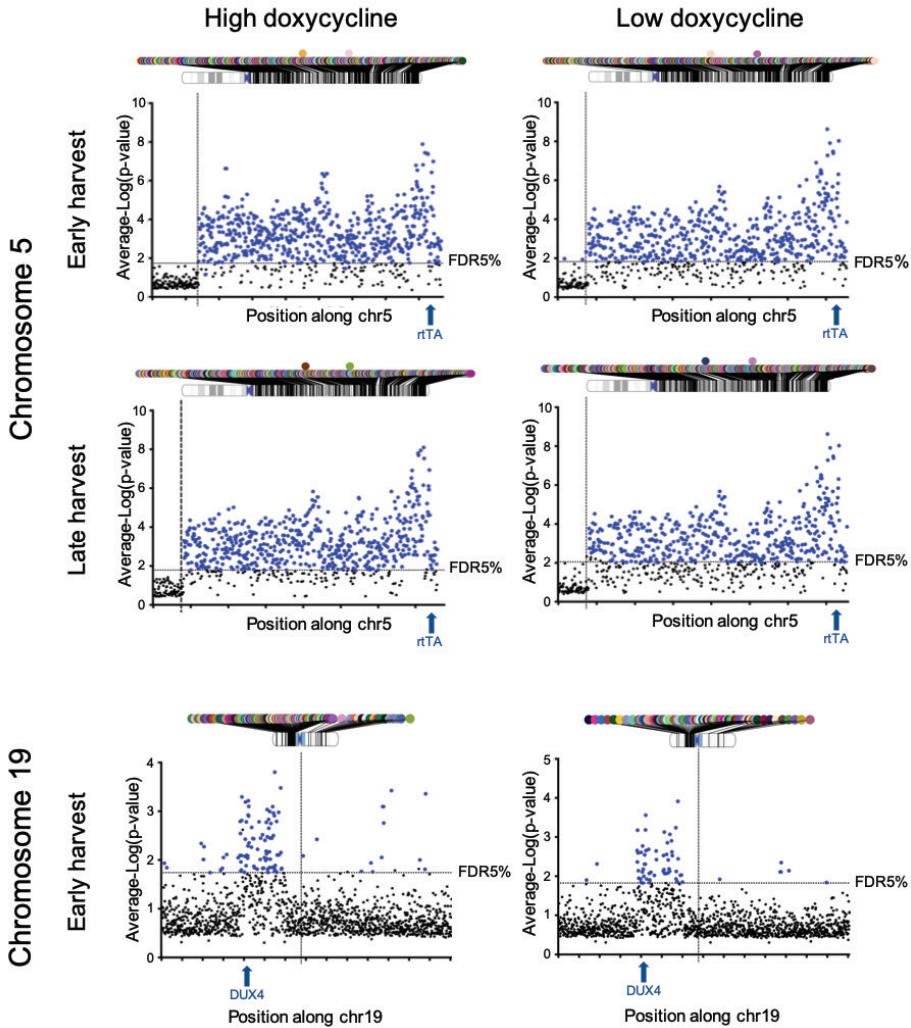 High doxycycline
Low doxycycline
Chromosome 5
Early harvest
Average-Log(p-value)
10
8
6
4
2
0
FDR5%
Position along chr5
rtTA
Average-Log(p-value)
10
8
6
4
2
0
FDR5%
Position along chr5
rtTA
Late harvest
Average-Log(p-value)
10
8
6
4
2
0
FDR5%
Position along chr5
rtTA
Average-Log(p-value)
10
8
6
4
2
0
FDR5%
Position along chr5
rtTA
Chromosome 19
Early harvest
Average-Log(p-value)
4
3
2
1
0
FDR5%
DUX4
Position along chr19
Average-Log(p-value)
5
4
3
2
1
0
FDR5%
DUX4
Position along chr19